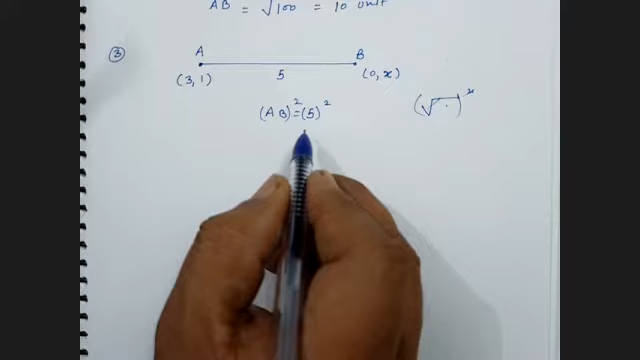 AB = √100 = 10 unit
③
A B
(3, 1) 5 (0, x)
(AB)² = (5)² (√ )²